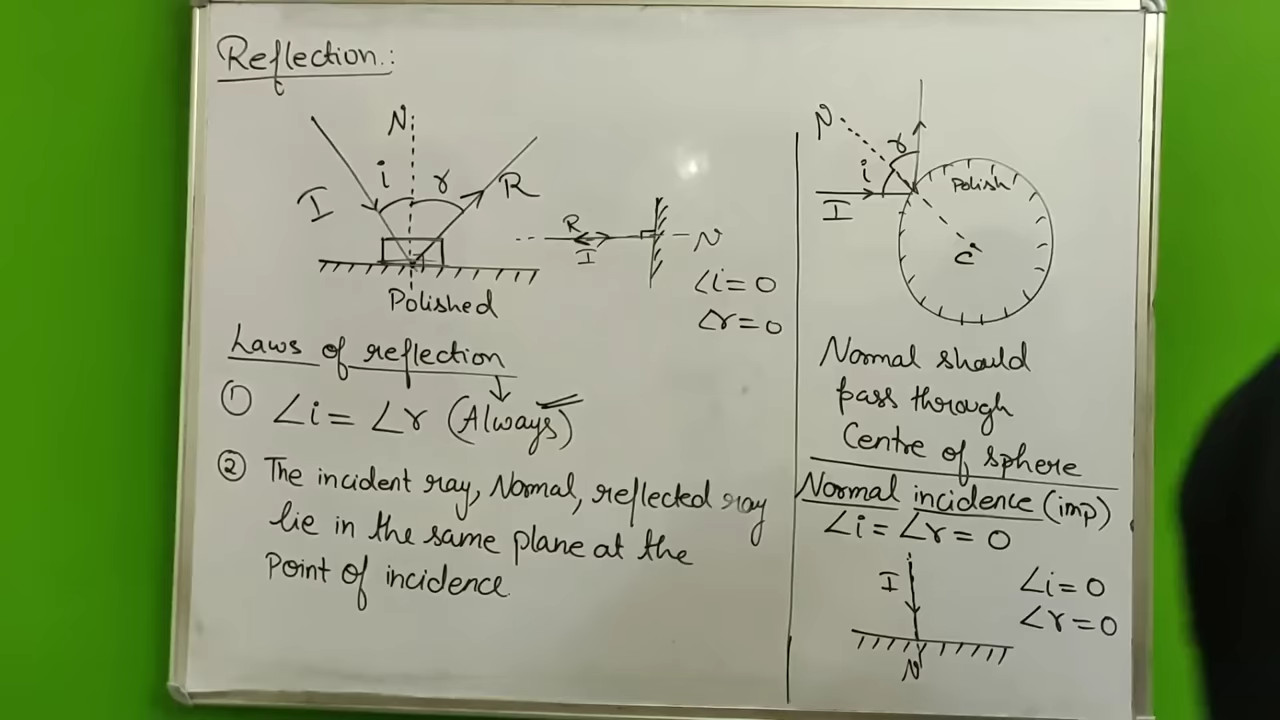 Reflection.:
N
i
r
I
R
Polished
R
I
N
∠i = 0
∠r = 0
Laws of reflection
① ∠i = ∠r (Always)
② The incident ray, Normal, reflected ray
lie in the same plane at the
Point of incidence.
N
r
i
I
Polish
C
Normal should
pass through
Centre of sphere
Normal incidence (imp)
∠i = ∠r = 0
I
∠i = 0
∠r = 0
N